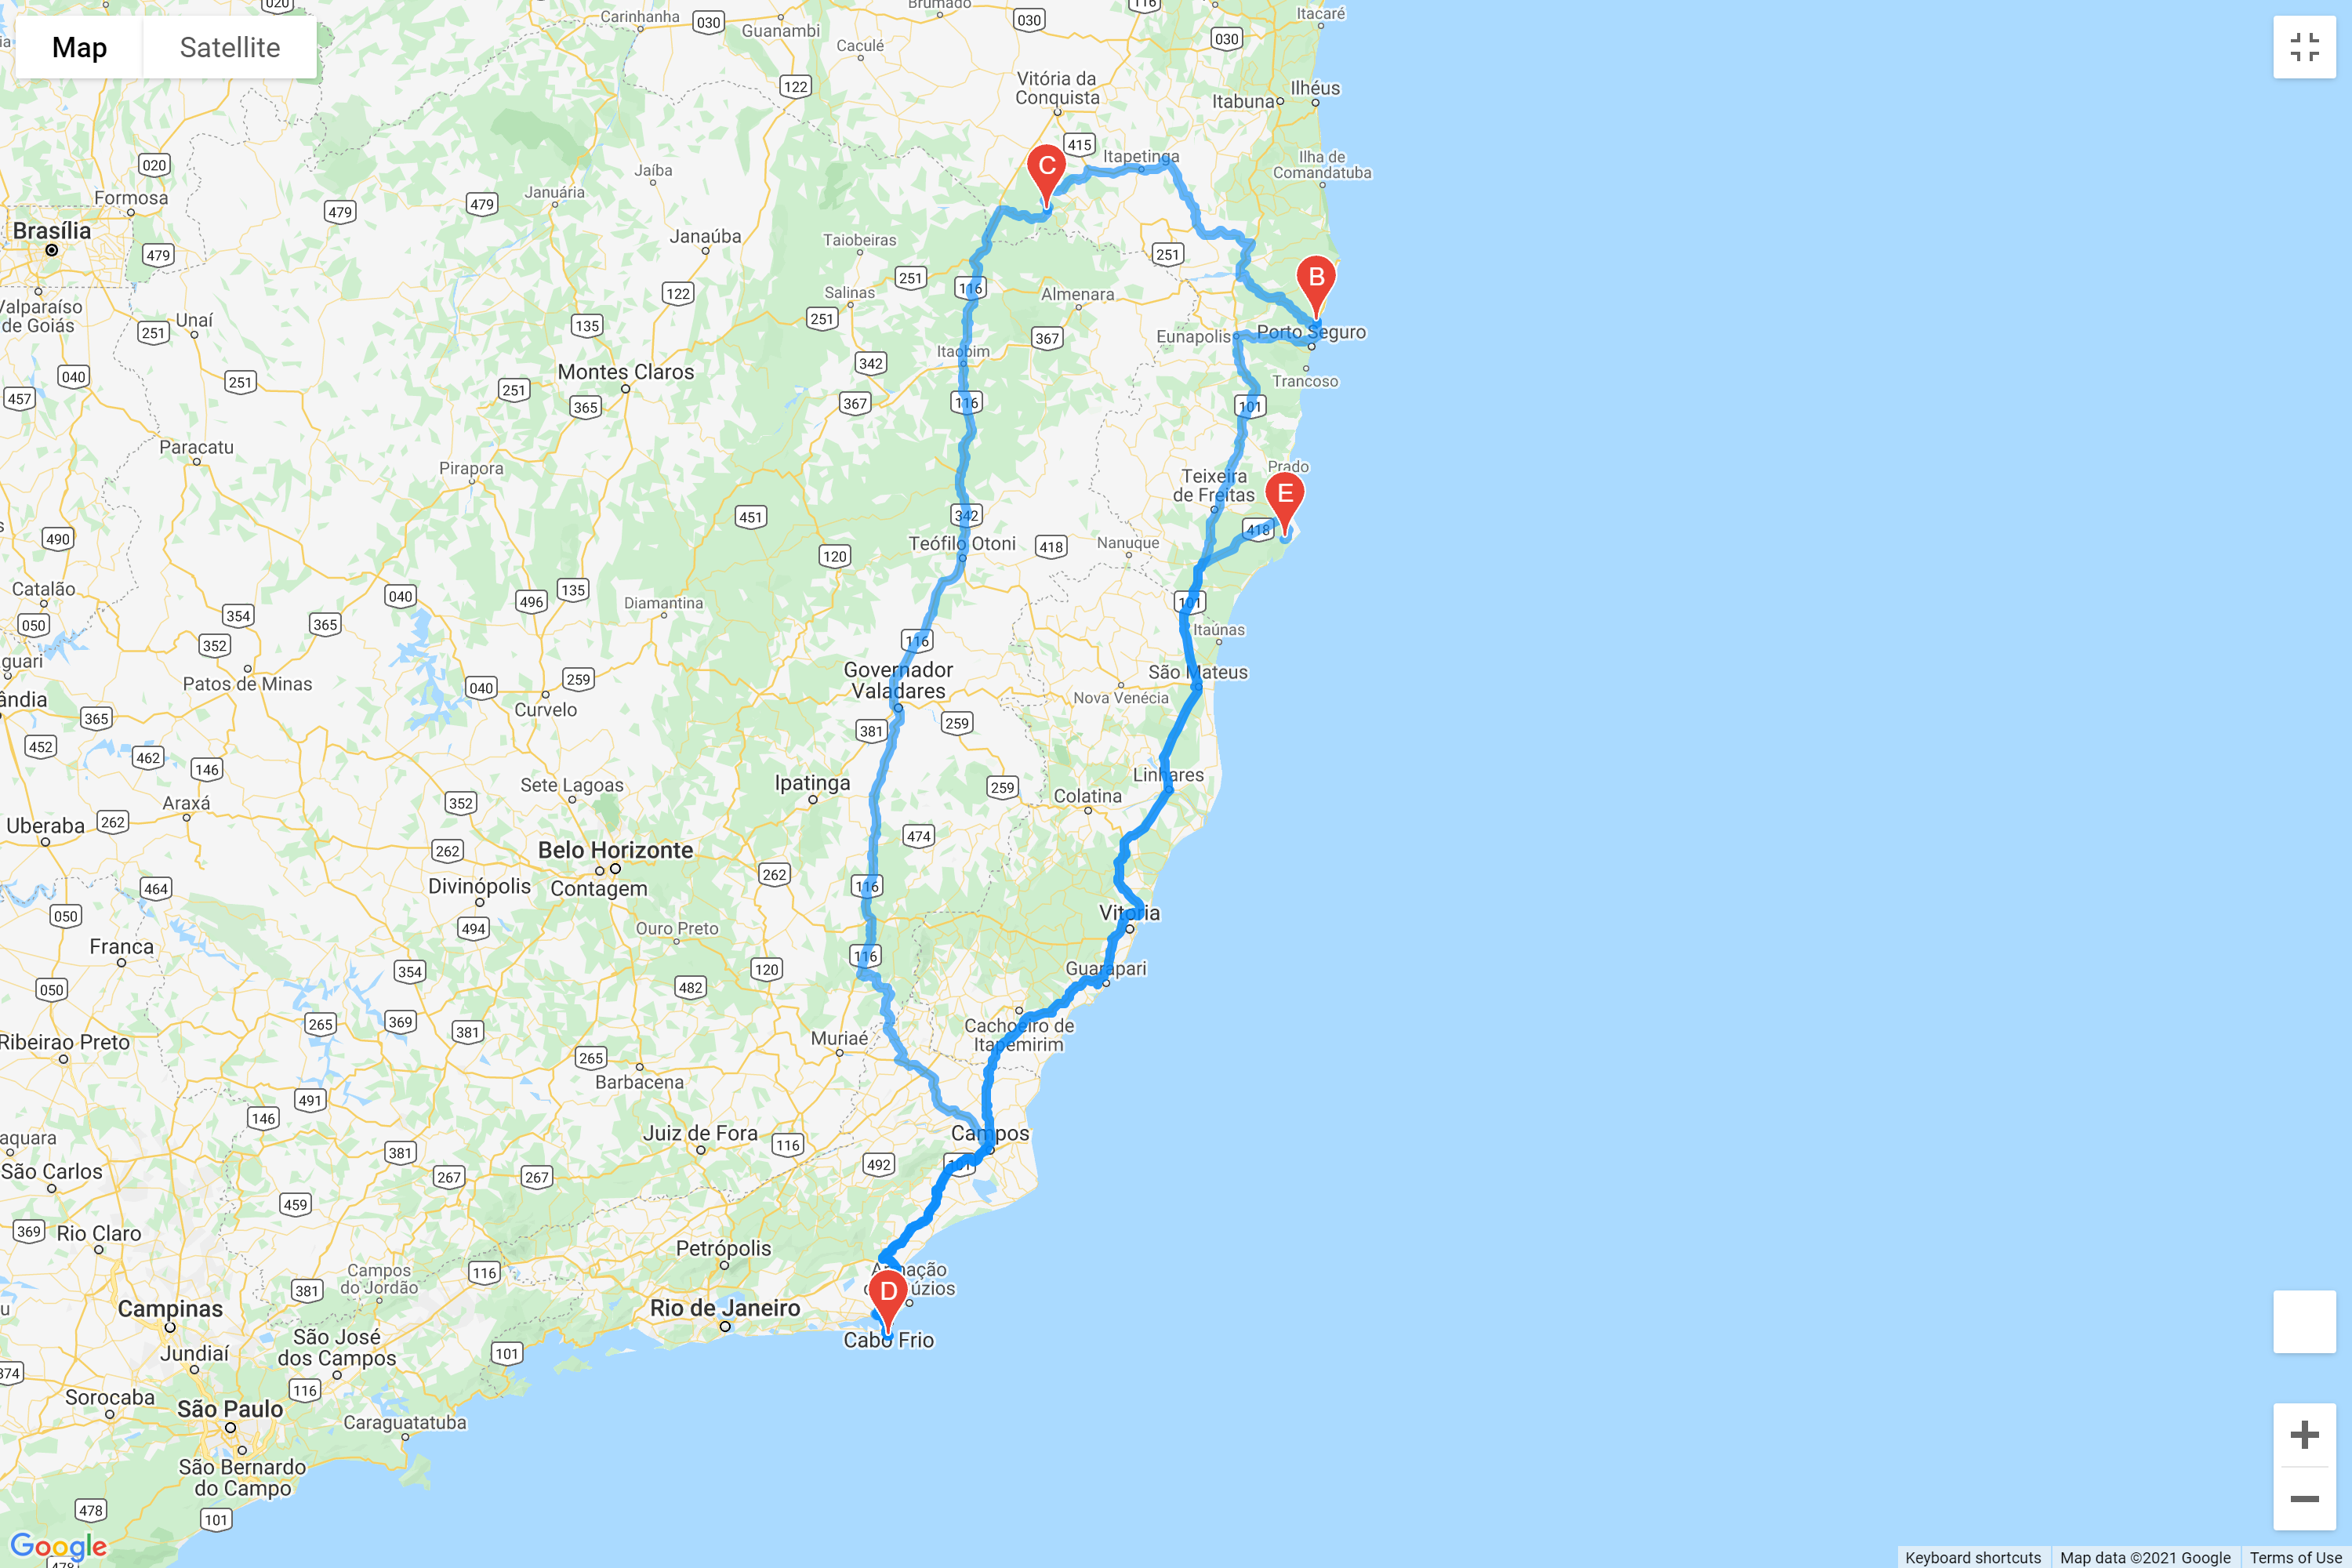 Map
Satellite
020
Carinhanha
030
Guanambi
Brumado
030
116
Itacaré
Caculé
030
122
Vitória da
Conquista
Itabuna
Ilhéus
415
020
Itapetinga
Ilha de
Comandatuba
C
Jaíba
Formosa
479
479
Januária
Brasília
Janaúba
Taiobeiras
479
251
251
B
116
122
Salinas
Almenara
Valparaíso
de Goiás
Unaí
251
251
135
Eunapolis
Porto Seguro
367
Itaobim
342
Montes Claros
040
251
251
Trancoso
457
365
367
116
101
Paracatu
Pirapora
Prado
Teixeira
de Freitas
E
451
342
418
490
Teófilo Otoni
418
Nanuque
120
Catalão
040
135
496
Diamantina
101
354
050
365
352
Itaúnas
116
guari
Governador
Valadares
São Mateus
Patos de Minas
040
259
Nova Venécia
ândia
Curvelo
365
381
259
452
462
146
Linhares
Ipatinga
Sete Lagoas
259
Colatina
Araxá
352
Uberaba
262
474
262
Belo Horizonte
262
464
Divinópolis
Contagem
116
050
Vitoria
494
Ouro Preto
Franca
116
354
120
Guarapari
050
482
265
369
381
Cachoeiro de
Itapemirim
Ribeirao Preto
Muriaé
265
Barbacena
491
146
Juiz de Fora
116
Campos
aquara
381
492
São Carlos
267
267
459
369
Rio Claro
Petrópolis
116
Campos
do Jordão
381
D
Campinas
Rio de Janeiro
São José
dos Campos
Cabo Frio
Jundiaí
101
374
116
Sorocaba
São Paulo
Caraguatatuba
São Bernardo
do Campo
478
101
Google
478
Keyboard shortcuts
Map data ©2021 Google
Terms of Use